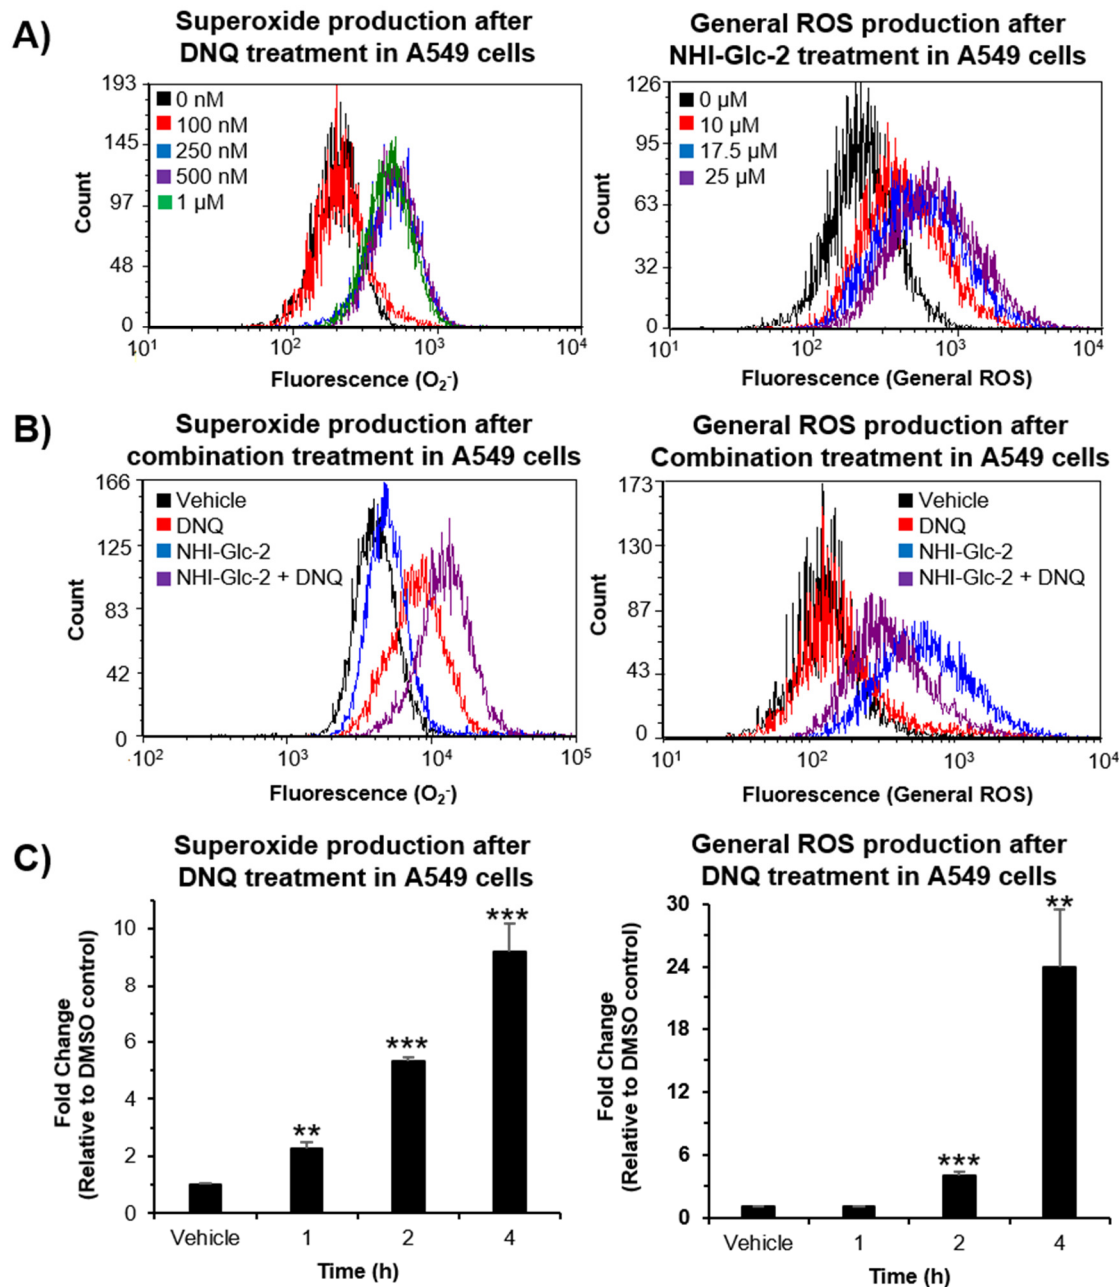 A)
Superoxide production after
DNQ treatment in A549 cells
193
145
97
48
0
Count
0 nM
100 nM
250 nM
500 nM
1 µM
10¹
10²
10³
10⁴
Fluorescence (O₂⁻)
General ROS production after
NHI-Glc-2 treatment in A549 cells
126
95
63
32
0
Count
0 µM
10 µM
17.5 µM
25 µM
10¹
10²
10³
10⁴
Fluorescence (General ROS)
B)
Superoxide production after
combination treatment in A549 cells
166
125
83
42
0
Count
Vehicle
DNQ
NHI-Glc-2
NHI-Glc-2 + DNQ
10²
10³
10⁴
10⁵
Fluorescence (O₂⁻)
General ROS production after
Combination treatment in A549 cells
173
130
87
43
0
Count
Vehicle
DNQ
NHI-Glc-2
NHI-Glc-2 + DNQ
10¹
10²
10³
10⁴
Fluorescence (General ROS)
C)
Superoxide production after
DNQ treatment in A549 cells
10
8
6
4
2
0
Fold Change
(Relative to DMSO control)
**
***
***
Vehicle
1
2
4
Time (h)
General ROS production after
DNQ treatment in A549 cells
30
24
18
12
6
0
Fold Change
(Relative to DMSO control)
***
**
Vehicle
1
2
4
Time (h)